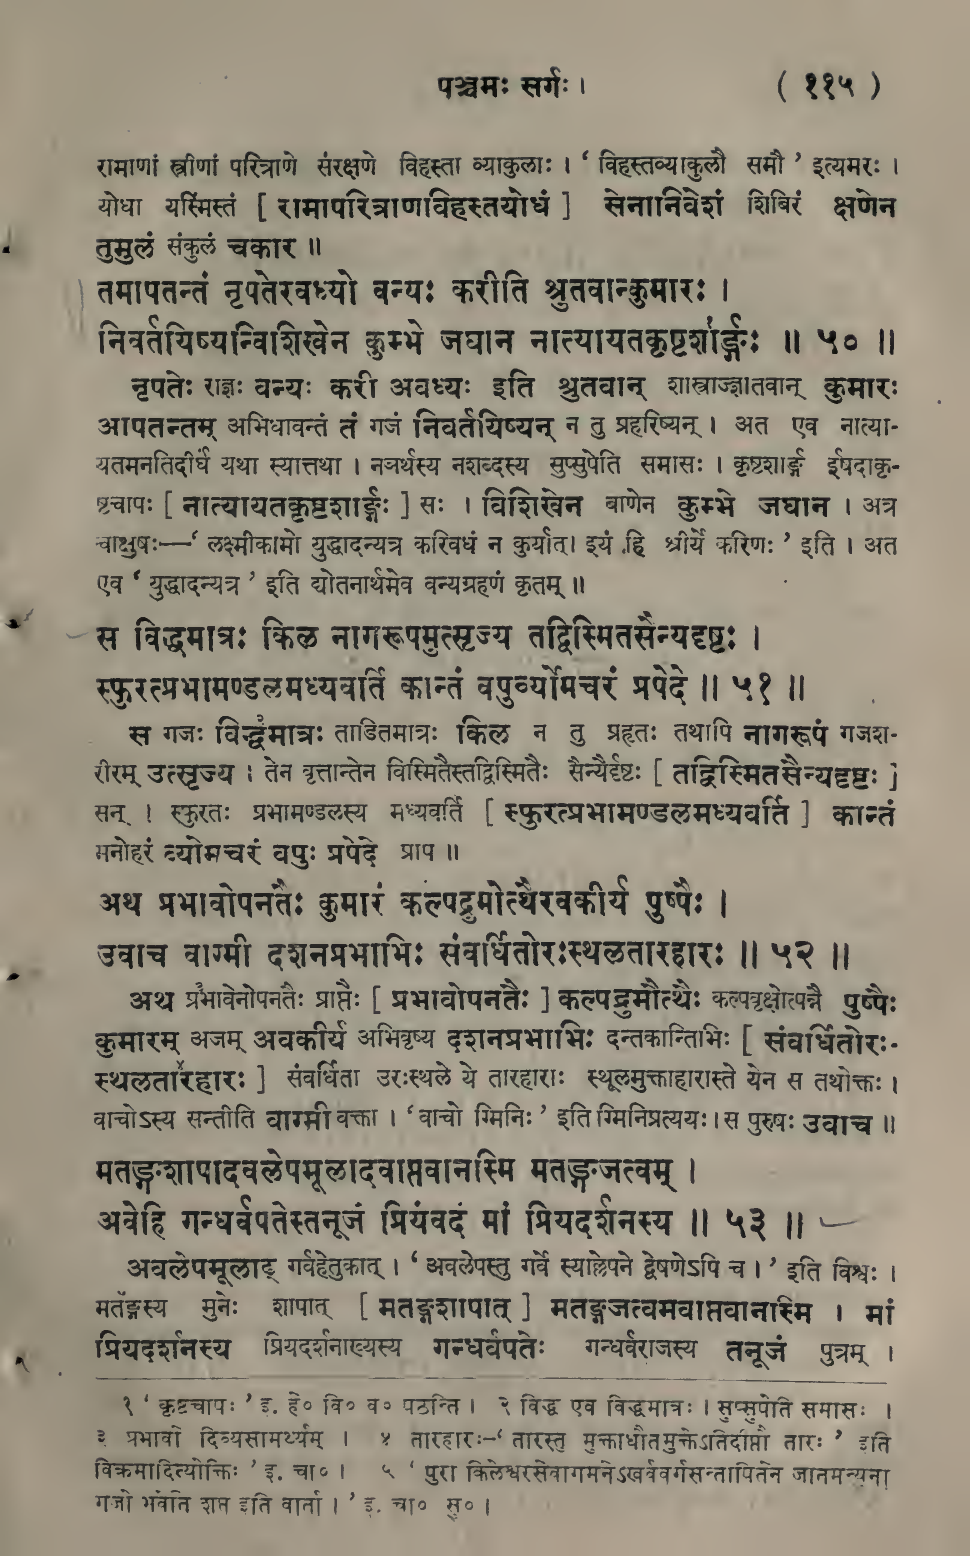 पञ्चमः सर्गः । ( ११५ )
रामाणां स्त्रीणां परित्राणे संरक्षणे विहस्ता व्याकुलाः । ‘ विहस्तव्याकुलौ समौ ’ इत्यमरः ।
योधा यस्मिंस्तं [ रामापरित्राणविहस्तयोधं ] सेनानिवेशं शिबिरं क्षणेन
तुमुलं संकुलं चकार ॥
तमापतन्तं नृपतेरवध्यो वन्यः करीति श्रुतवान्कुमारः ।
निवर्तयिष्यन्विशिखेन कुम्भे जघान नात्यायतकृष्टशार्ङ्गः ॥ ५० ॥
नृपतेः राज्ञः वन्यः करी अवध्यः इति श्रुतवान् शास्त्राज्ज्ञातवान् कुमारः
आपतन्तम् अभिधावन्तं तं गजं निवर्तयिष्यन् न तु प्रहरिष्यन् । अत एव नात्या-
यतमनतिदीर्घं यथा स्यात्तथा । नञर्थस्य नशब्दस्य सुप्सुपेति समासः । कृष्टशार्ङ्ग ईषदाकृ-
ष्टचापः [ नात्यायतकृष्टशार्ङ्गः ] सः । विशिखेन बाणेन कुम्भे जघान । अत्र
चाक्षुषः—‘ लक्ष्मीकामो युद्धादन्यत्र करिवधं न कुर्यात्। इयं हि श्रीर्ये करिणः ’ इति । अत
एव ‘ युद्धादन्यत्र ’ इति द्योतनार्थमेव वन्यग्रहणं कृतम् ॥
स विद्धमात्रः किल नागरूपमुत्सृज्य तद्विस्मितसैन्यदृष्टः ।
स्फुरत्प्रभामण्डलमध्यवर्ति कान्तं वपुर्व्योमचरं प्रपेदे ॥ ५१ ॥
स गजः विद्धमात्रः ताडितमात्रः किल न तु प्रहृतः तथापि नागरूपं गजश-
रीरम् उत्सृज्य । तेन वृत्तान्तेन विस्मितैस्तद्विस्मितैः सैन्यैर्दृष्टः [ तद्विस्मितसैन्यदृष्टः ]
सन् । स्फुरतः प्रभामण्डलस्य मध्यवर्ति [ स्फुरत्प्रभामण्डलमध्यवर्ति ] कान्तं
मनोहरं व्योमचरं वपुः प्रपेदे प्राप ॥
अथ प्रभावोपनतैः कुमारं कल्पद्रुमोत्थैरवकीर्य पुष्पैः ।
उवाच वाग्मी दशनप्रभाभिः संवर्धितोरःस्थलतारहारः ॥ ५२ ॥
अथ प्रभावेनोपनतैः प्राप्तैः [ प्रभावोपनतैः ] कल्पद्रुमौत्थैः कल्पवृक्षोत्पन्नै पुष्पैः
कुमारम् अजम् अवकीर्य अभिवृष्य दशनप्रभाभिः दन्तकान्तिभिः [ संवर्धितोरः-
स्थलतारहारः ] संवर्धिता उरःस्थले ये तारहाराः स्थूलमुक्ताहारास्ते येन स तथोक्तः ।
वाचोऽस्य सन्तीति वाग्मी वक्ता । ‘ वाचो ग्मिनिः ’ इति ग्मिनिप्रत्ययः । स पुरुषः उवाच ॥
मतङ्गशापादवलेपमूलादवाप्तवानस्मि मतङ्गजत्वम् ।
अवेहि गन्धर्वपतेस्तनूजं प्रियंवदं मां प्रियदर्शनस्य ॥ ५३ ॥
अवलेपमूलाद् गर्वहेतुकात् । ‘ अवलेपस्तु गर्वे स्याल्लेपने द्वेषणेऽपि च । ’ इति विश्वः ।
मतङ्गस्य मुनेः शापात् [ मतङ्गशापात् ] मतङ्गजत्वमवाप्तवानास्मि । मां
प्रियदर्शनस्य प्रियदर्शनाख्यस्य गन्धर्वपतेः गन्धर्वराजस्य तनूजं पुत्रम् ।
१ ‘ कृष्टचापः ’ इ. हे० वि० व० पठन्ति । २ विद्ध एव विद्धमात्रः । सुप्सुपेति समासः ।
३ प्रभावो दिव्यसामर्थ्यम् । ४ तारहारः-‘ तारस्तु मुक्ताधौतमुक्तेऽतिदीप्तौ तारः ’ इति
विक्रमादित्योक्तिः ’ इ. चा० । ५ ‘ पुरा किलेश्वरसेवागमनेऽखर्वगर्वसन्तापितेन जातमन्युना
गजो भवेति शप्त इति वार्ता । ’ इ. चा० सु० ।